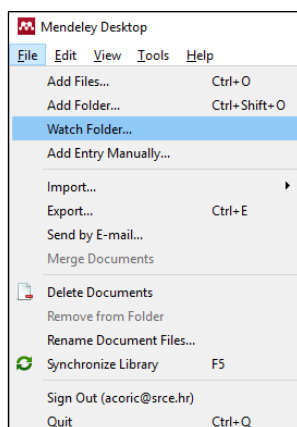 Mendeley Desktop
File Edit View Tools Help
Add Files... Ctrl+O
Add Folder... Ctrl+Shift+O
Watch Folder...
Add Entry Manually...
Import...
Export... Ctrl+E
Send by E-mail...
Merge Documents
Delete Documents
Remove from Folder
Rename Document Files...
Synchronize Library F5
Sign Out (acoric@srce.hr)
Quit Ctrl+Q